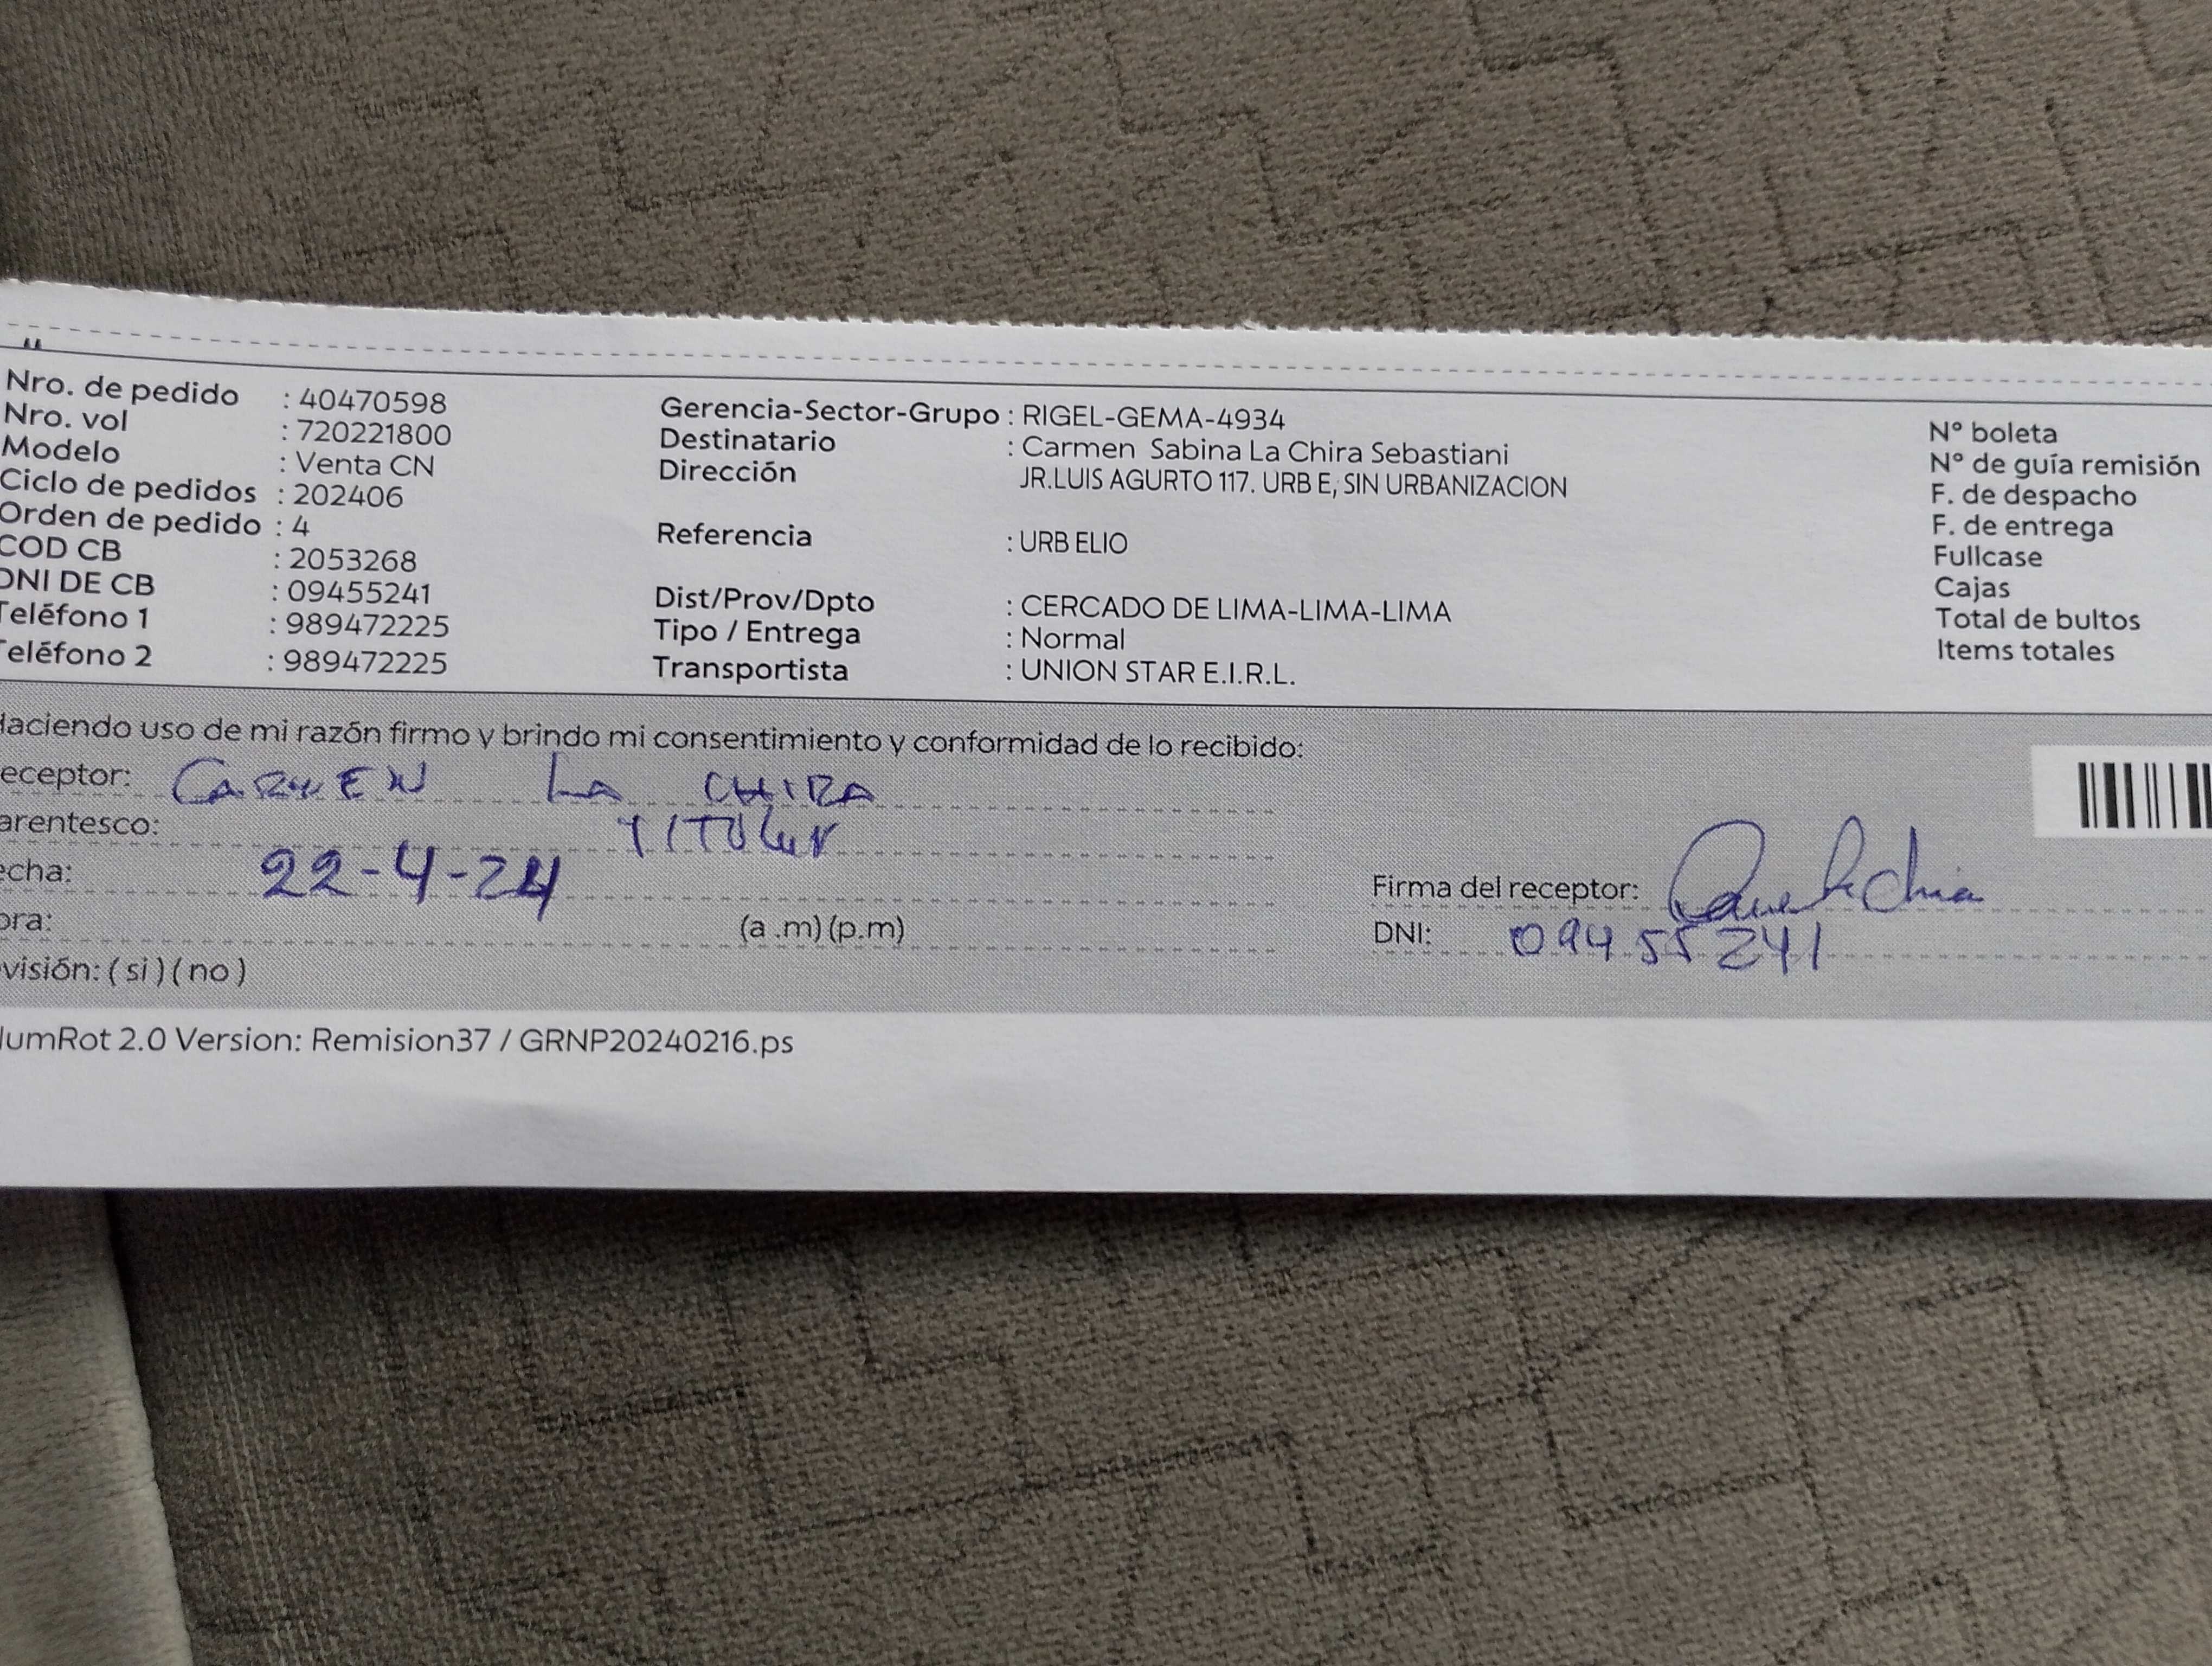 Nro. de pedido : 40470598
Nro. vol : 720221800
Modelo : Venta CN
Ciclo de pedidos : 202406
Orden de pedido : 4
COD CB : 2053268
DNI DE CB : 09455241
Teléfono 1 : 989472225
Teléfono 2 : 989472225
Gerencia-Sector-Grupo : RIGEL-GEMA-4934
Destinatario : Carmen Sabina La Chira Sebastiani
Dirección JR.LUIS AGURTO 117. URB E, SIN URBANIZACION
Referencia : URB ELIO
Dist/Prov/Dpto : CERCADO DE LIMA-LIMA-LIMA
Tipo / Entrega : Normal
Transportista : UNION STAR E.I.R.L.
N° boleta
N° de guía remisión
F. de despacho
F. de entrega
Fullcase
Cajas
Total de bultos
Items totales
Haciendo uso de mi razón firmo y brindo mi consentimiento y conformidad de lo recibido:
eceptor: CARMEN LA CHIRA
arentesco: TITULAR
echa: 22-4-24
ora: (a .m) (p.m)
visión: ( si ) ( no )
Firma del receptor:
DNI: 09455241
umRot 2.0 Version: Remision37 / GRNP20240216.ps